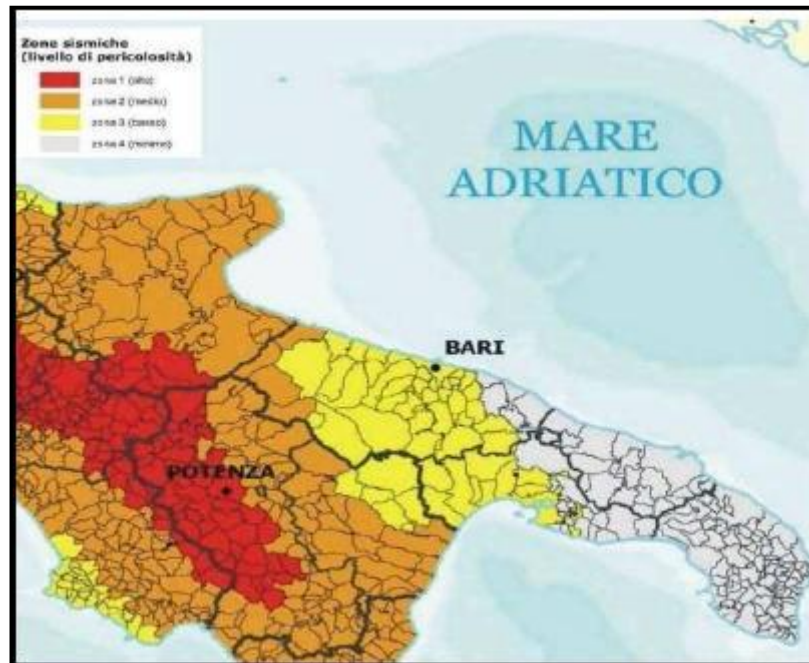 Zone sismiche
(livello di pericolosità)
zona 1 (alto)
zona 2 (medio)
zona 3 (basso)
zona 4 (minimo)
MARE
ADRIATICO
BARI
POTENZA